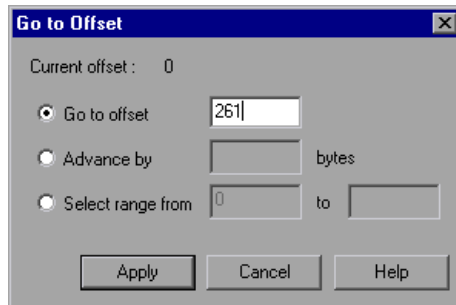 Go to Offset
Current offset : 0
Go to offset 261
Advance by bytes
Select range from 0 to
Apply Cancel Help